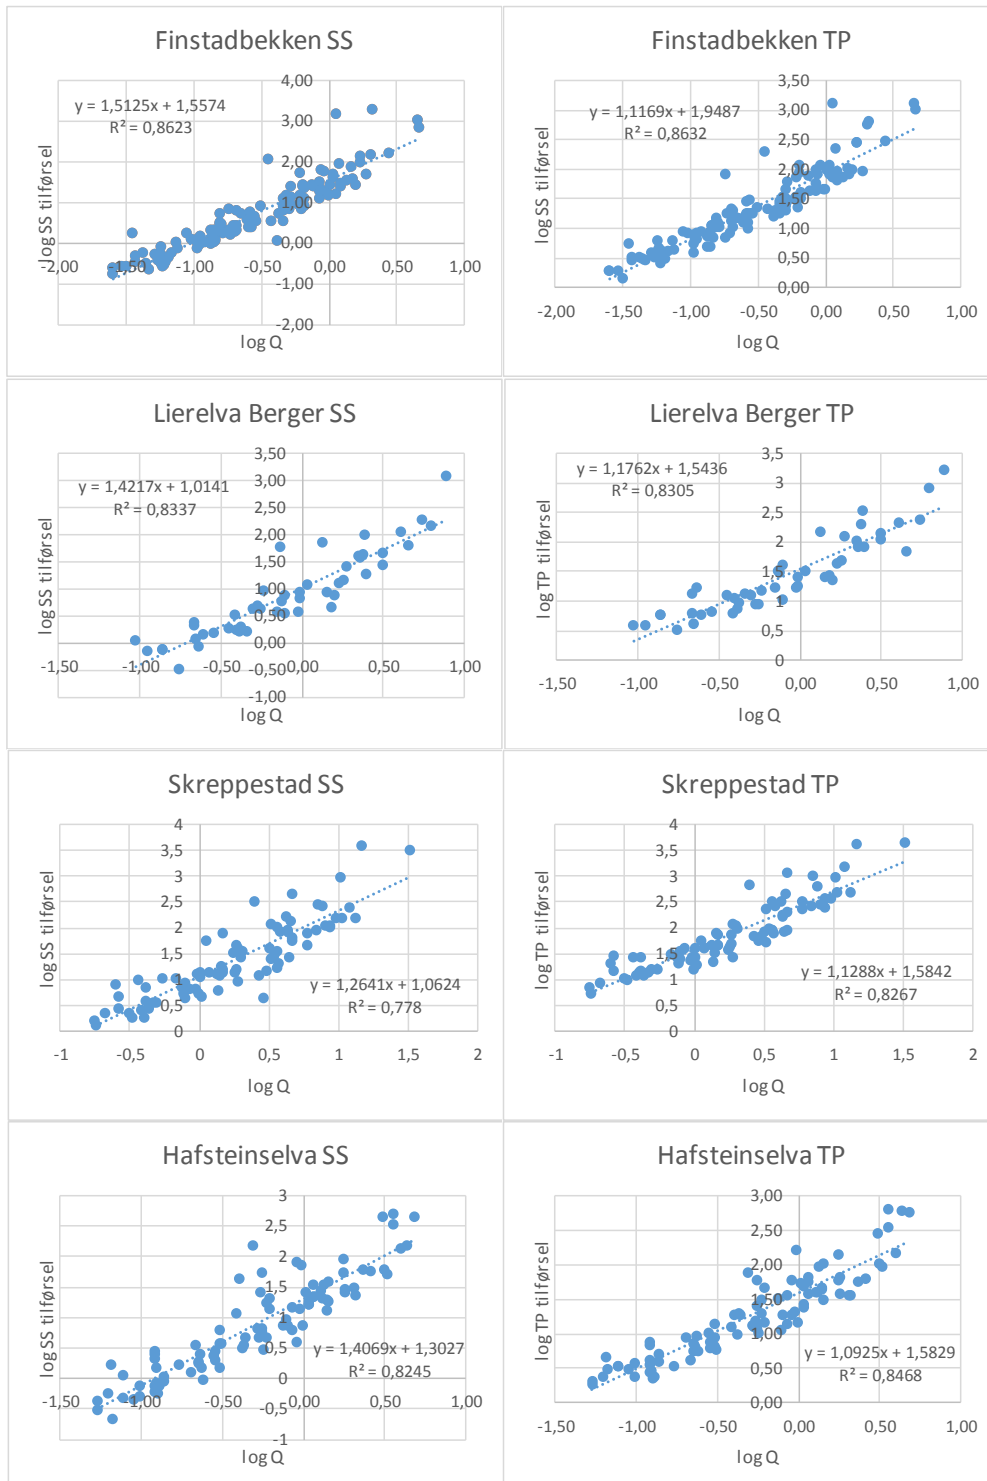 Finstadbekken SS
4,00
y = 1,5125x + 1,5574
R² = 0,8623
3,00
2,00
1,00
0,00
-2,00 -1,50 -1,00 -0,50 0,00 0,50 1,00
-1,00
-2,00
log SS tilførsel
log Q
Finstadbekken TP
3,50
y = 1,1169x + 1,9487
R² = 0,8632
3,00
2,50
2,00
1,50
1,00
0,50
0,00
-2,00 -1,50 -1,00 -0,50 0,00 0,50 1,00
log SS tilførsel
log Q
Lierelva Berger SS
3,50
y = 1,4217x + 1,0141
R² = 0,8337
3,00
2,50
2,00
1,50
1,00
0,50
0,00
-1,50 -1,00 -0,50 0,00 0,50 1,00
-0,50
-1,00
log SS tilførsel
log Q
Lierelva Berger TP
3,5
y = 1,1762x + 1,5436
R² = 0,8305
3
2,5
2
1,5
1
0,5
0
-1,50 -1,00 -0,50 0,00 0,50 1,00
log TP tilførsel
log Q
Skreppestad SS
4
3,5
3
2,5
2
1,5
1
0,5
0
y = 1,2641x + 1,0624
R² = 0,778
-1 -0,5 0 0,5 1 1,5 2
log SS tilførsel
log Q
Skreppestad TP
4
3,5
3
2,5
2
1,5
1
0,5
0
y = 1,1288x + 1,5842
R² = 0,8267
-1 -0,5 0 0,5 1 1,5 2
log TP tilførsel
log Q
Hafsteinselva SS
3
2,5
2
1,5
1
0,5
0
y = 1,4069x + 1,3027
R² = 0,8245
-1,50 -1,00 -0,50 0,00 0,50 1,00
-0,5
-1
log SS tilførsel
log Q
Hafsteinselva TP
3,00
2,50
2,00
1,50
1,00
0,50
0,00
y = 1,0925x + 1,5829
R² = 0,8468
-1,50 -1,00 -0,50 0,00 0,50 1,00
log TP tilførsel
log Q